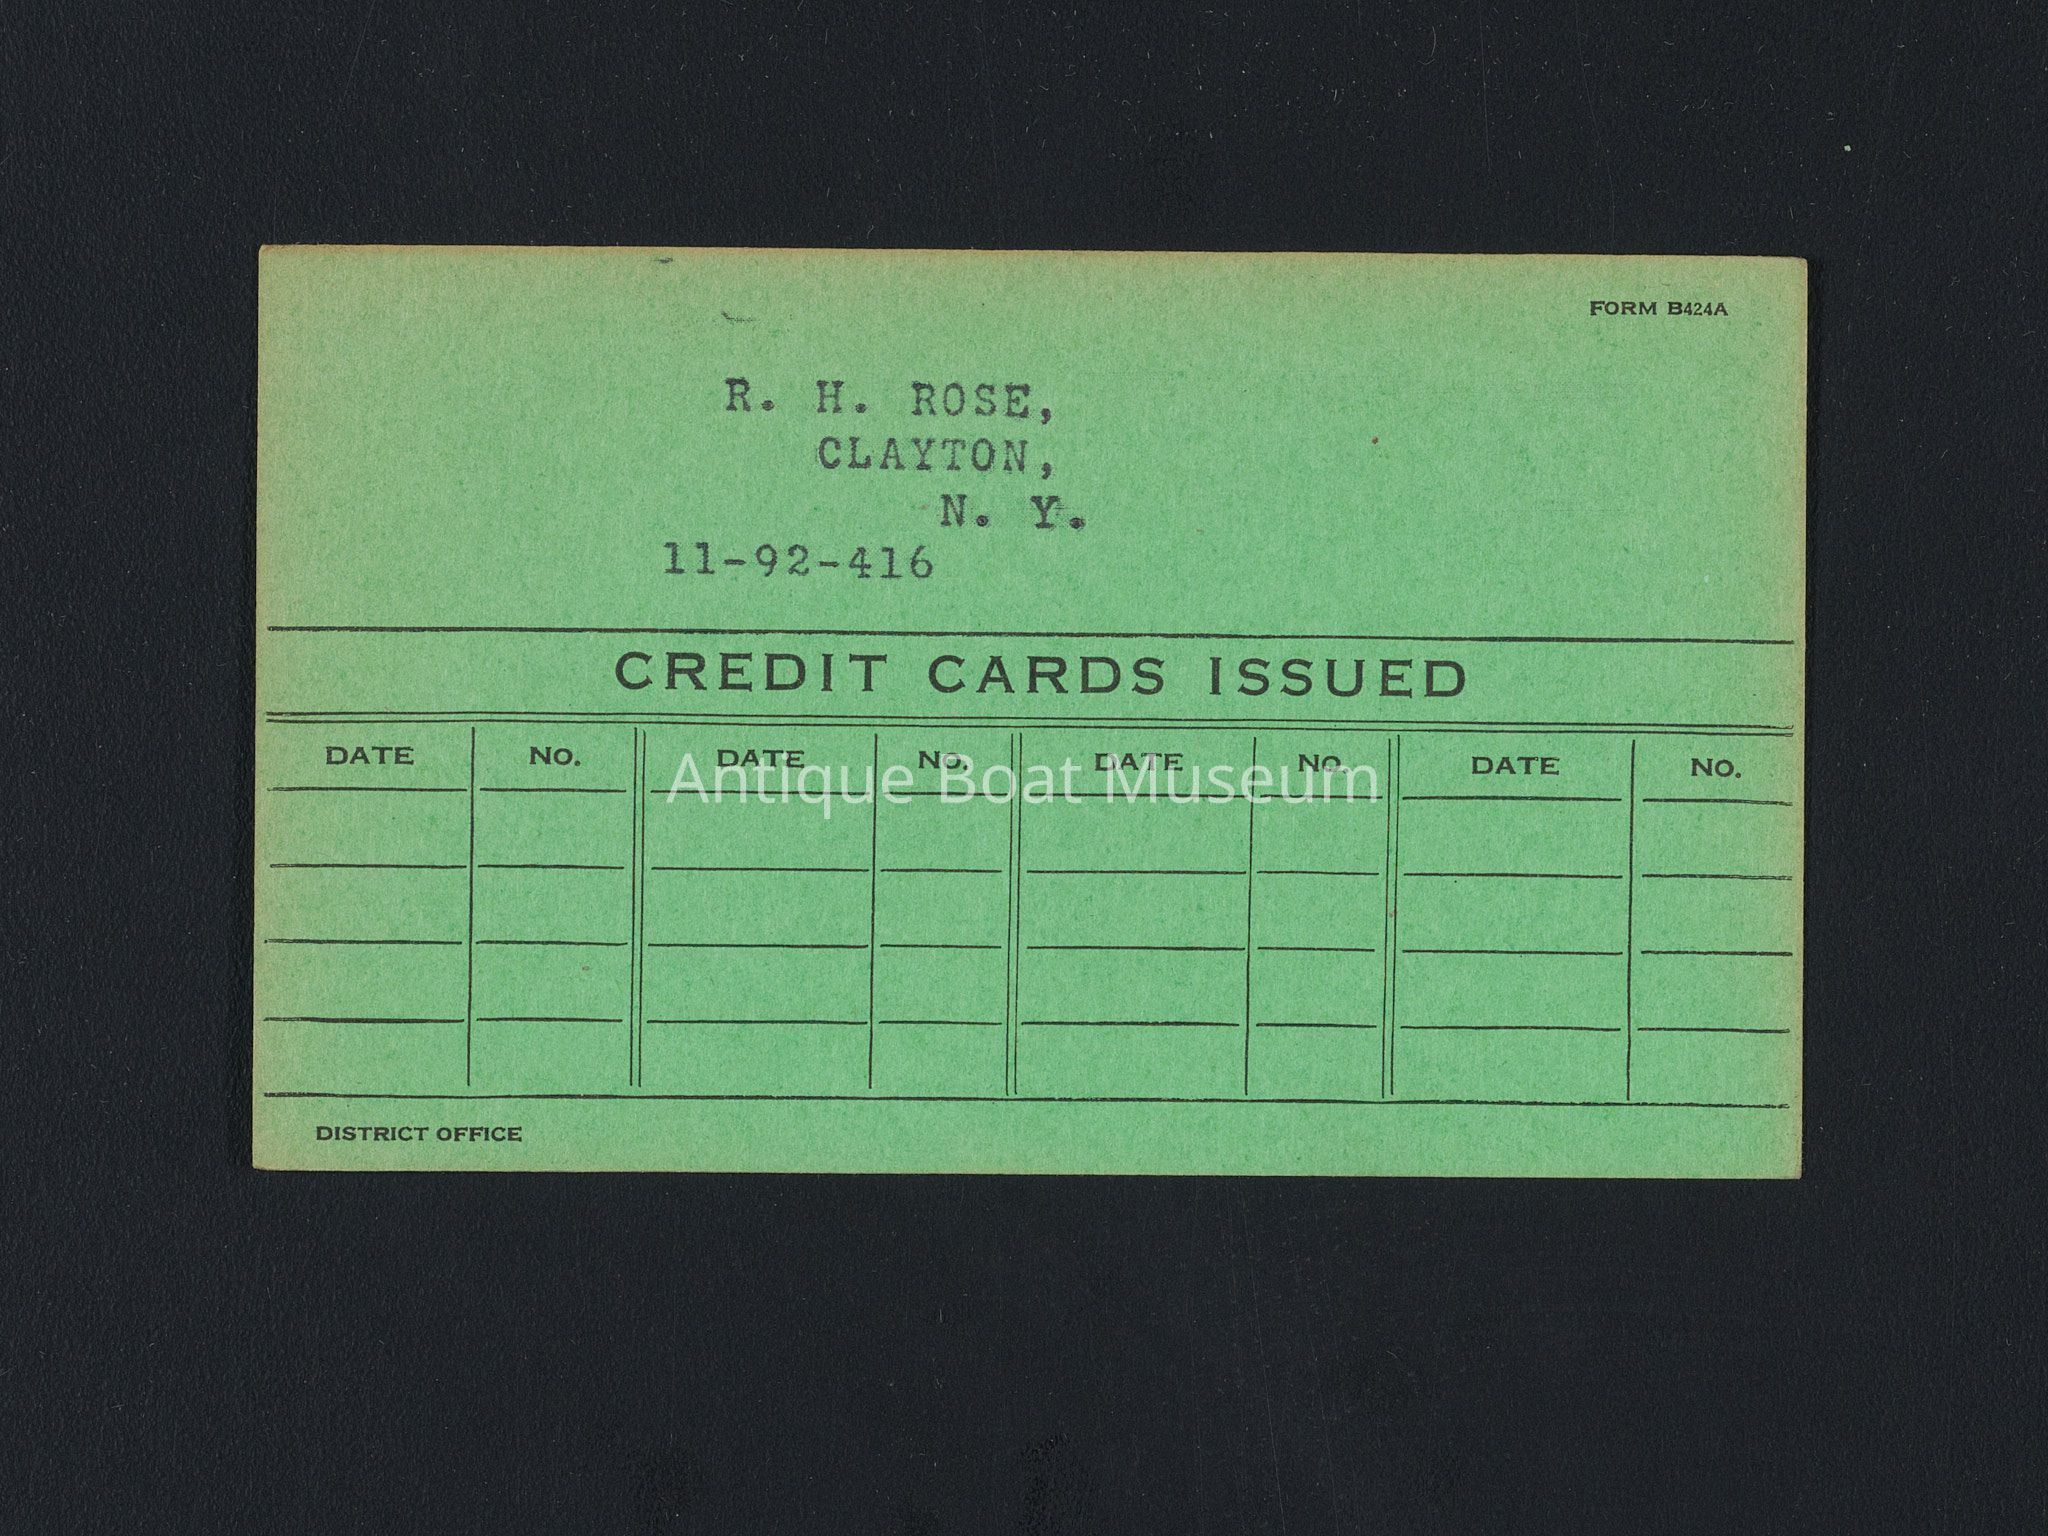 FORM B424A
R. H. ROSE,
CLAYTON,
N. Y.
11-92-416
CREDIT CARDS ISSUED
DATE NO. DATE NO. DATE NO. DATE NO.
Antique Boat Museum
DISTRICT OFFICE